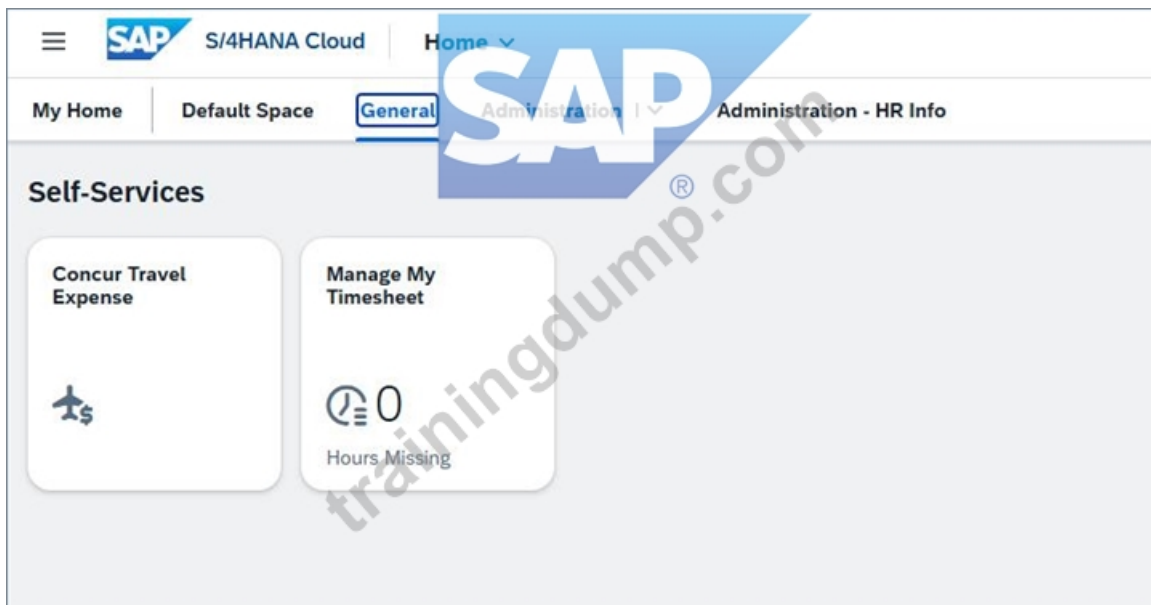 SAP S/4HANA Cloud Home
SAP
®
My Home Default Space General Administration Administration - HR Info
Self-Services
Concur Travel
Expense
Manage My
Timesheet
0
Hours Missing
trainingdump.com